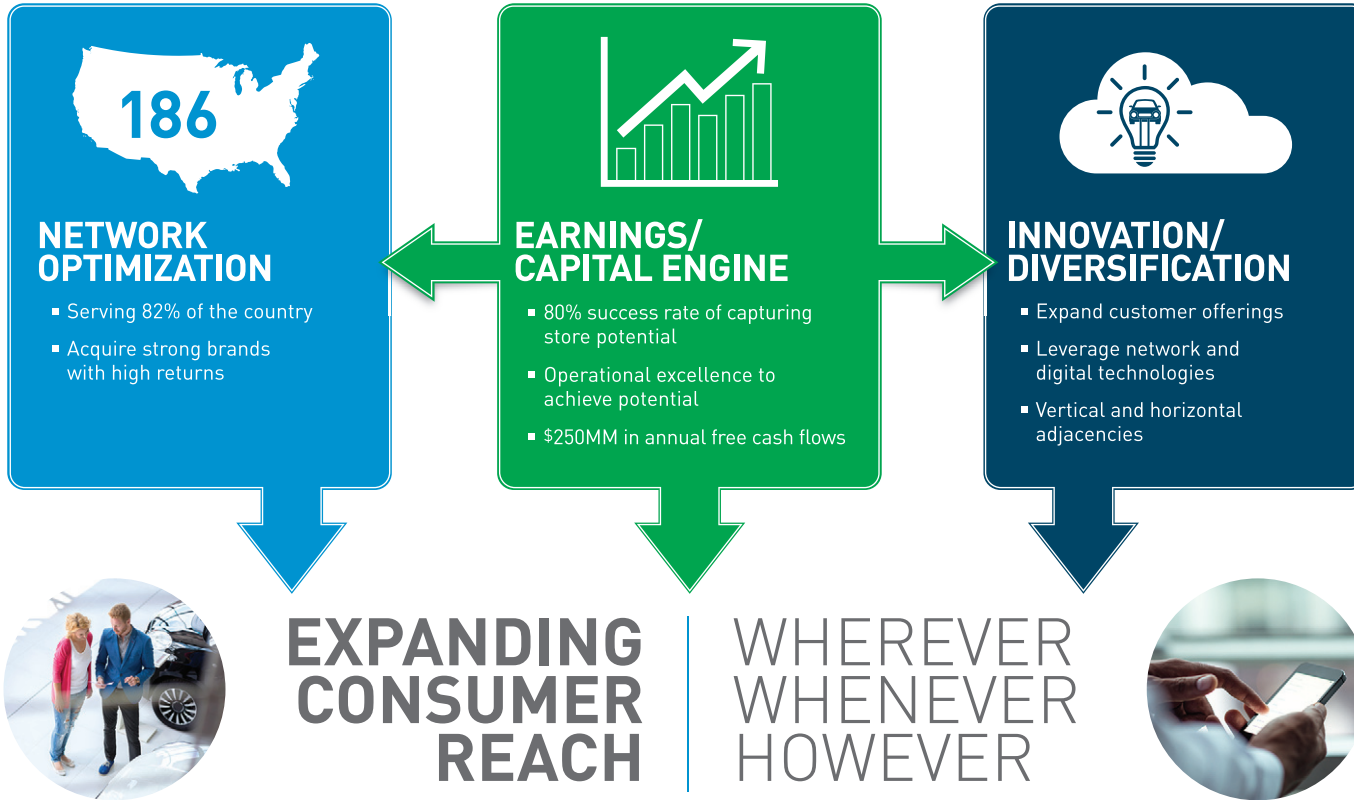 186
NETWORK
OPTIMIZATION
▪ Serving 82% of the country
▪ Acquire strong brands
with high returns
EARNINGS/
CAPITAL ENGINE
▪ 80% success rate of capturing
store potential
▪ Operational excellence to
achieve potential
▪ $250MM in annual free cash flows
INNOVATION/
DIVERSIFICATION
▪ Expand customer offerings
▪ Leverage network and
digital technologies
▪ Vertical and horizontal
adjacencies
EXPANDING
CONSUMER
REACH
WHEREVER
WHENEVER
HOWEVER